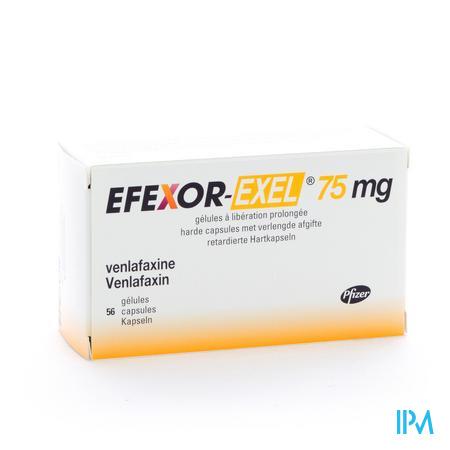 EFEXOR-EXEL® 75 mg
gélules à libération prolongée
harde capsules met verlengde afgifte
retardierte Hartkapseln
venlafaxine
Venlafaxin
gélules
56 capsules
Kapseln
Pfizer
IPM